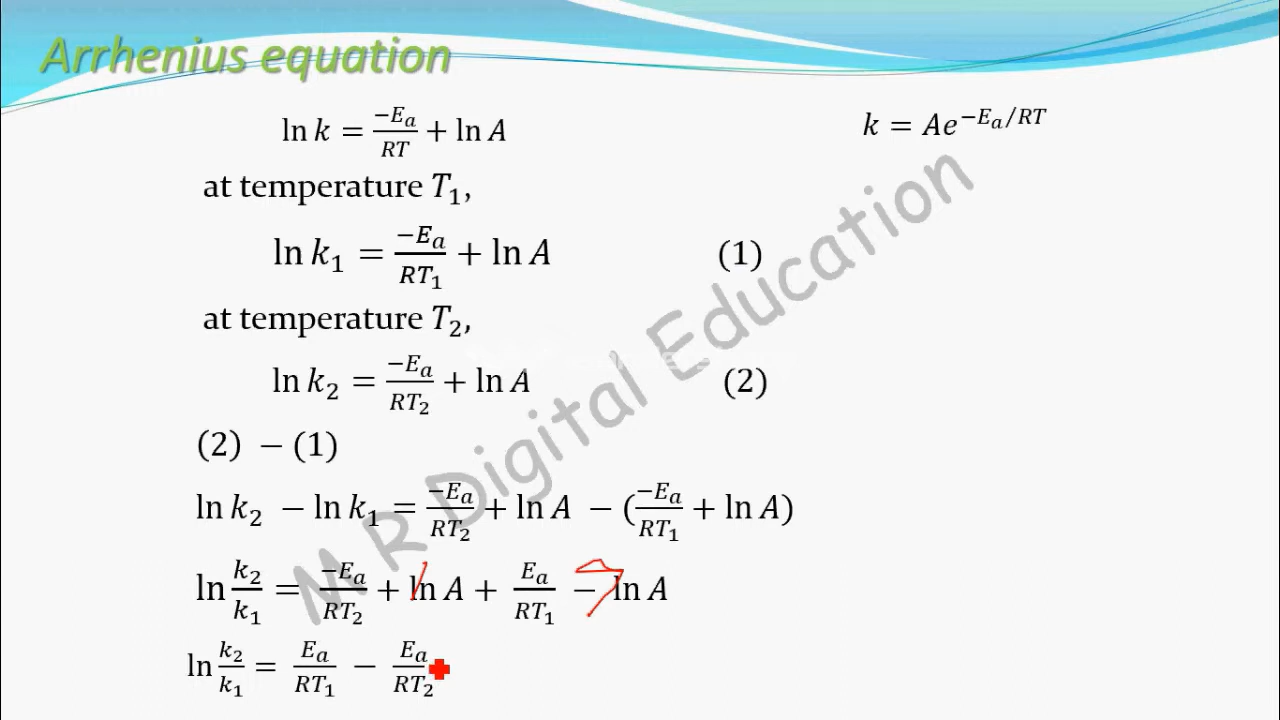 Arrhenius equation
ln k = −Eₐ/RT + ln A
k = Ae^(−Eₐ/RT)
at temperature T₁,
ln k₁ = −Eₐ/RT₁ + ln A (1)
at temperature T₂,
ln k₂ = −Eₐ/RT₂ + ln A (2)
(2) − (1)
ln k₂ − ln k₁ = −Eₐ/RT₂ + ln A − (−Eₐ/RT₁ + ln A)
ln k₂/k₁ = −Eₐ/RT₂ + ln A + Eₐ/RT₁ − ln A
ln k₂/k₁ = Eₐ/RT₁ − Eₐ/RT₂
M R Digital Education